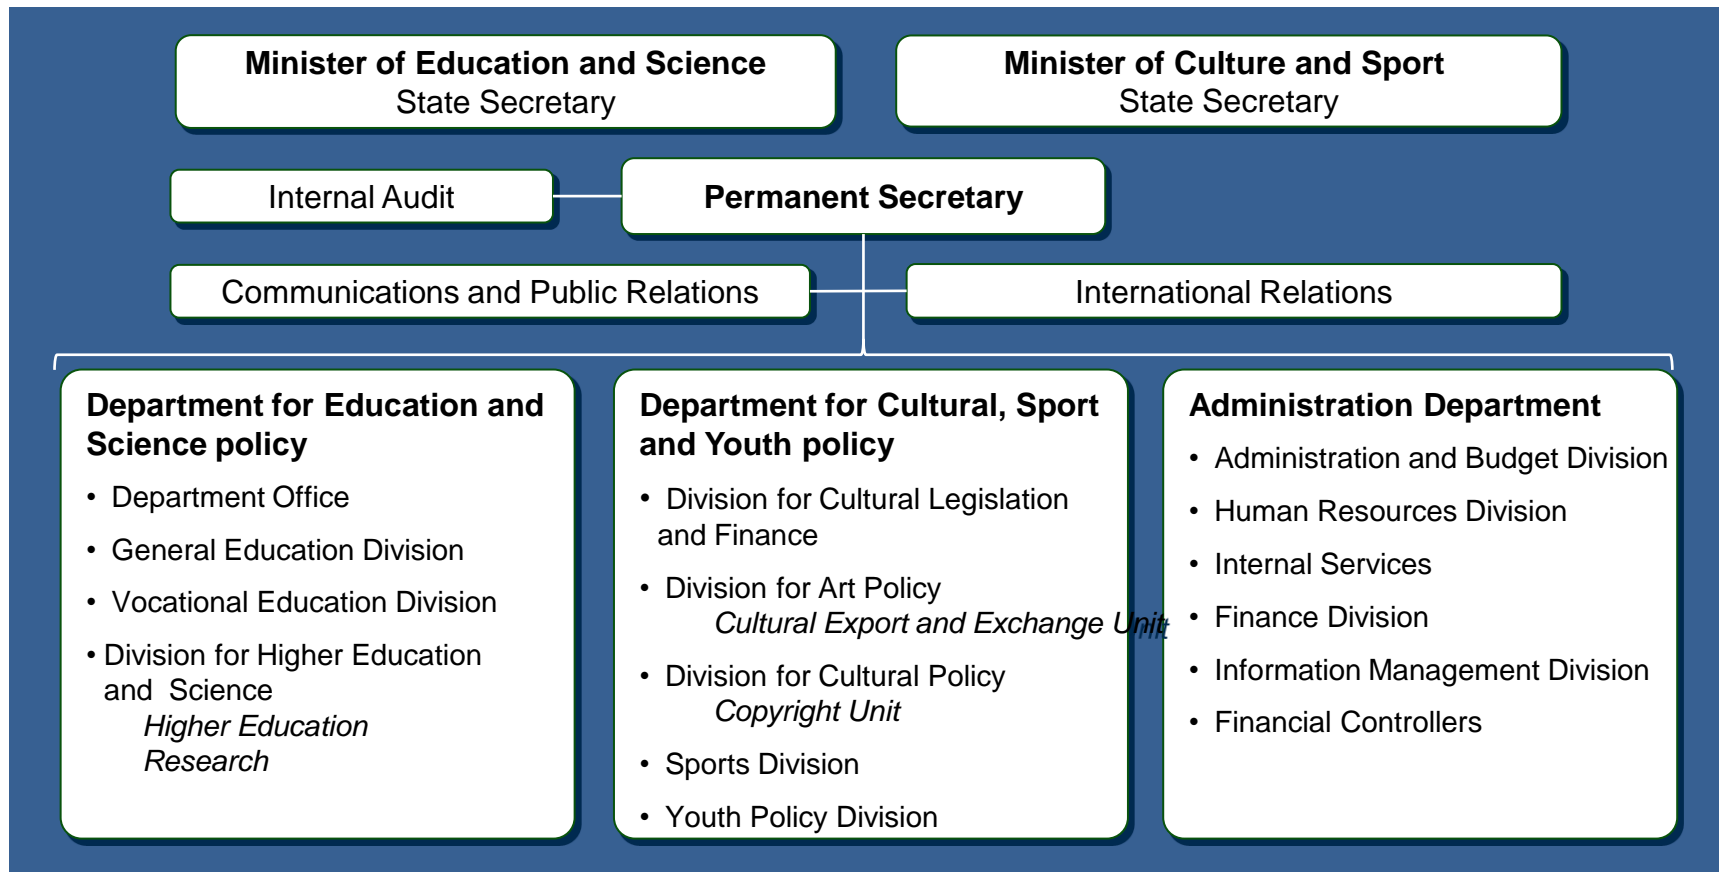 Minister of Education and Science
State Secretary
Minister of Culture and Sport
State Secretary
Internal Audit
Permanent Secretary
Communications and Public Relations
International Relations
Department for Education and
Science policy
• Department Office
• General Education Division
• Vocational Education Division
• Division for Higher Education
and Science
Higher Education
Research
Department for Cultural, Sport
and Youth policy
• Division for Cultural Legislation
and Finance
• Division for Art Policy
Cultural Export and Exchange Unit
• Division for Cultural Policy
Copyright Unit
• Sports Division
• Youth Policy Division
Administration Department
• Administration and Budget Division
• Human Resources Division
• Internal Services
• Finance Division
• Information Management Division
• Financial Controllers